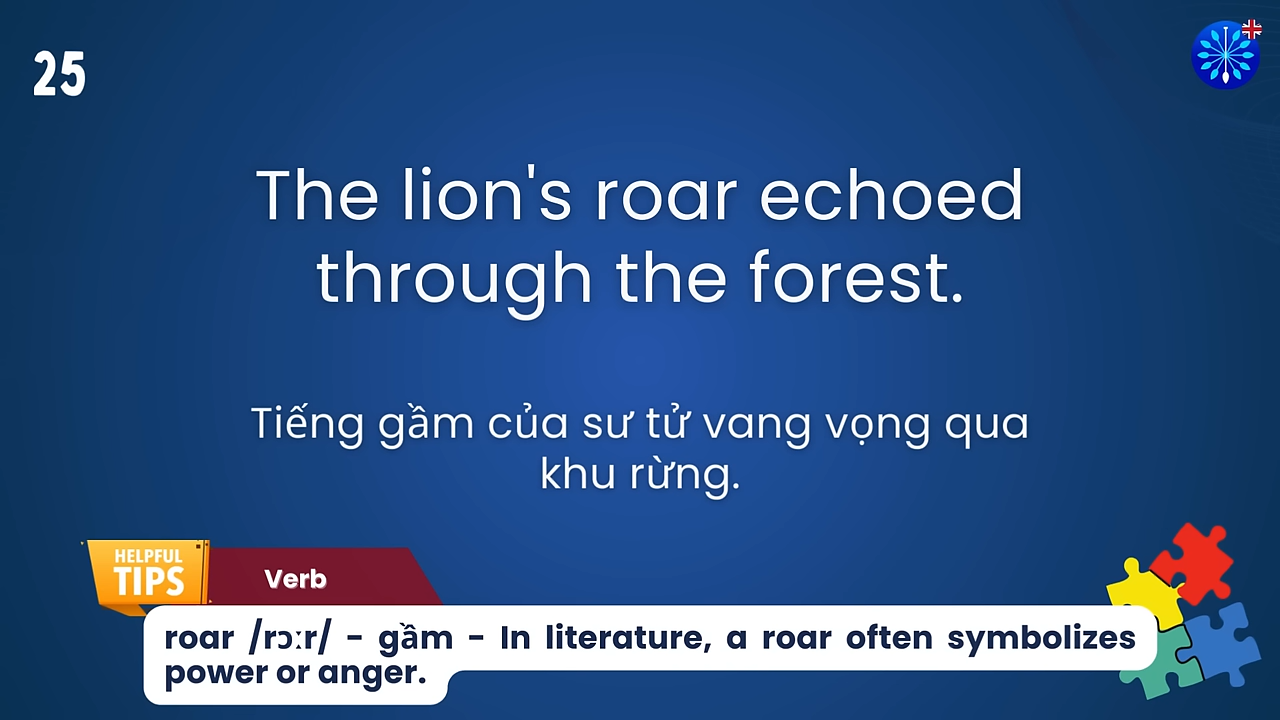 25
The lion's roar echoed
through the forest.
Tiếng gầm của sư tử vang vọng qua
khu rừng.
HELPFUL
TIPS
Verb
roar /rɔːr/ - gầm - In literature, a roar often symbolizes
power or anger.